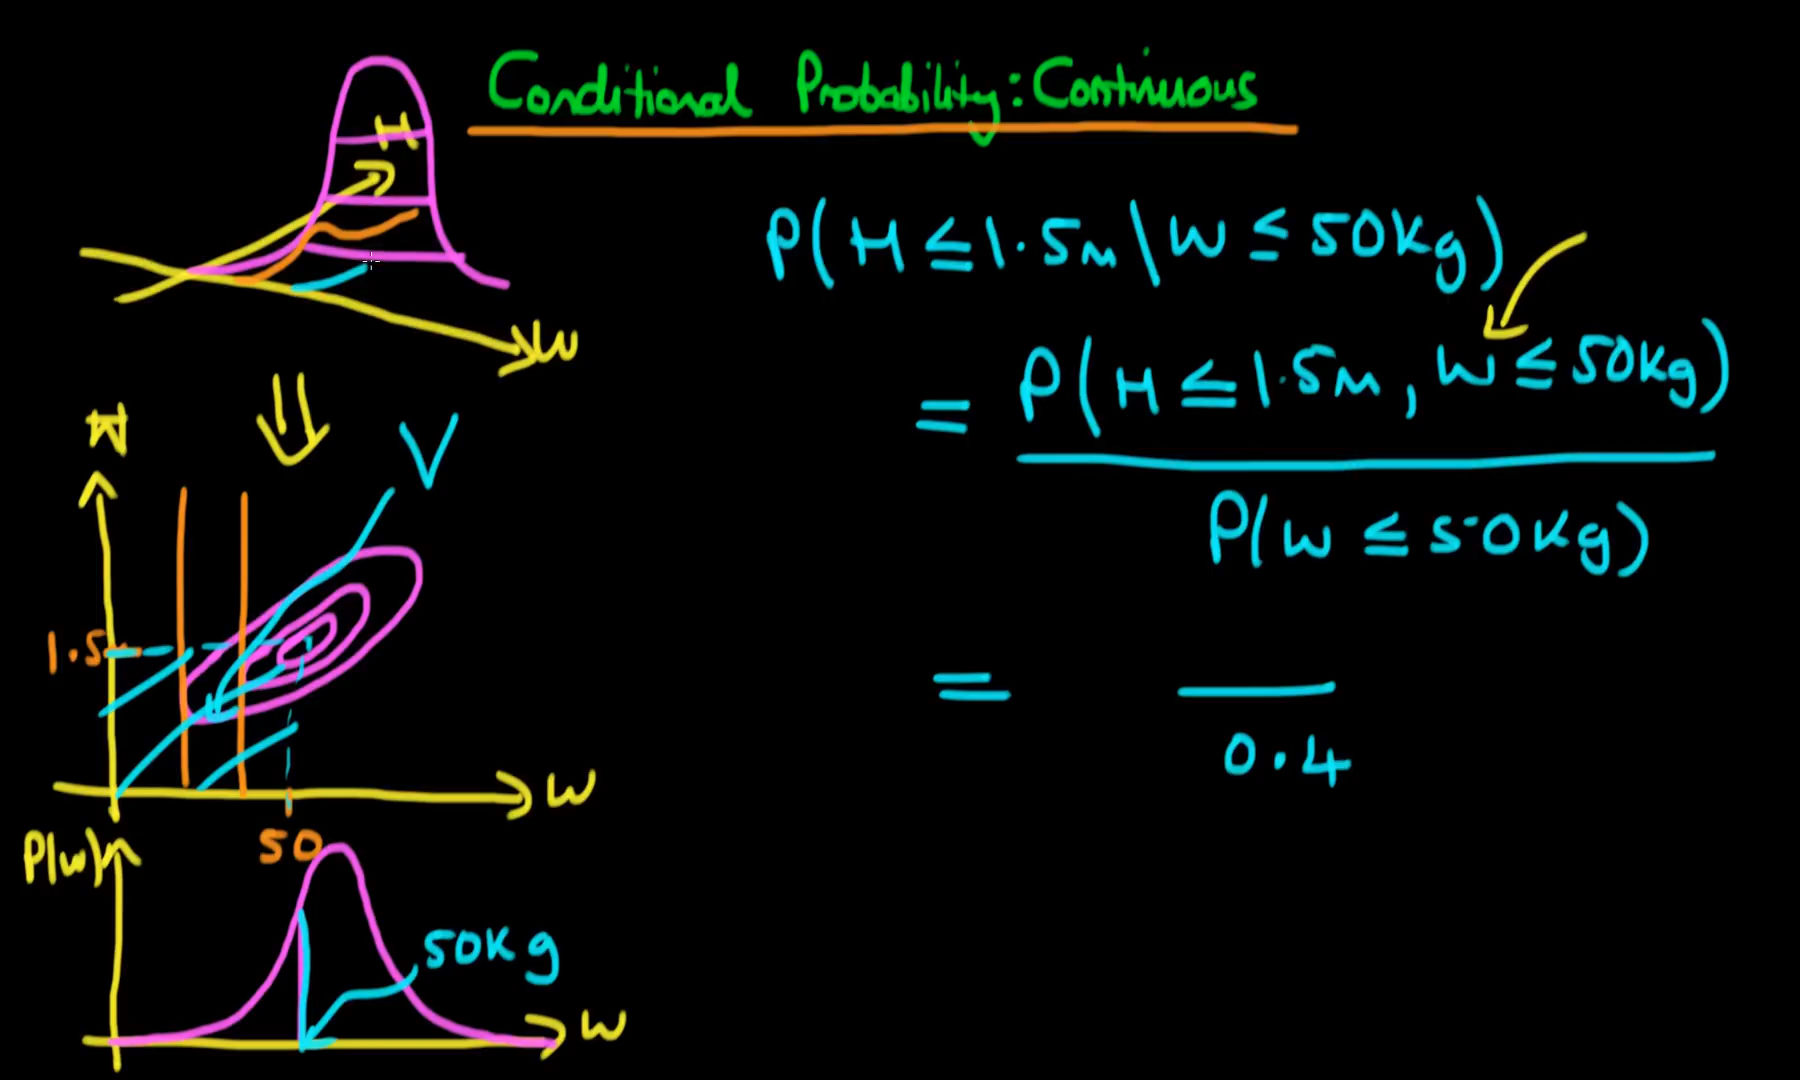 Conditional Probability: Continuous
H
W
P(H ≤ 1.5m | W ≤ 50Kg)
= P(H ≤ 1.5m, W ≤ 50Kg)
P(W ≤ 50Kg)
V
1.5
=
0.4
W
50
P(W)
50Kg
W